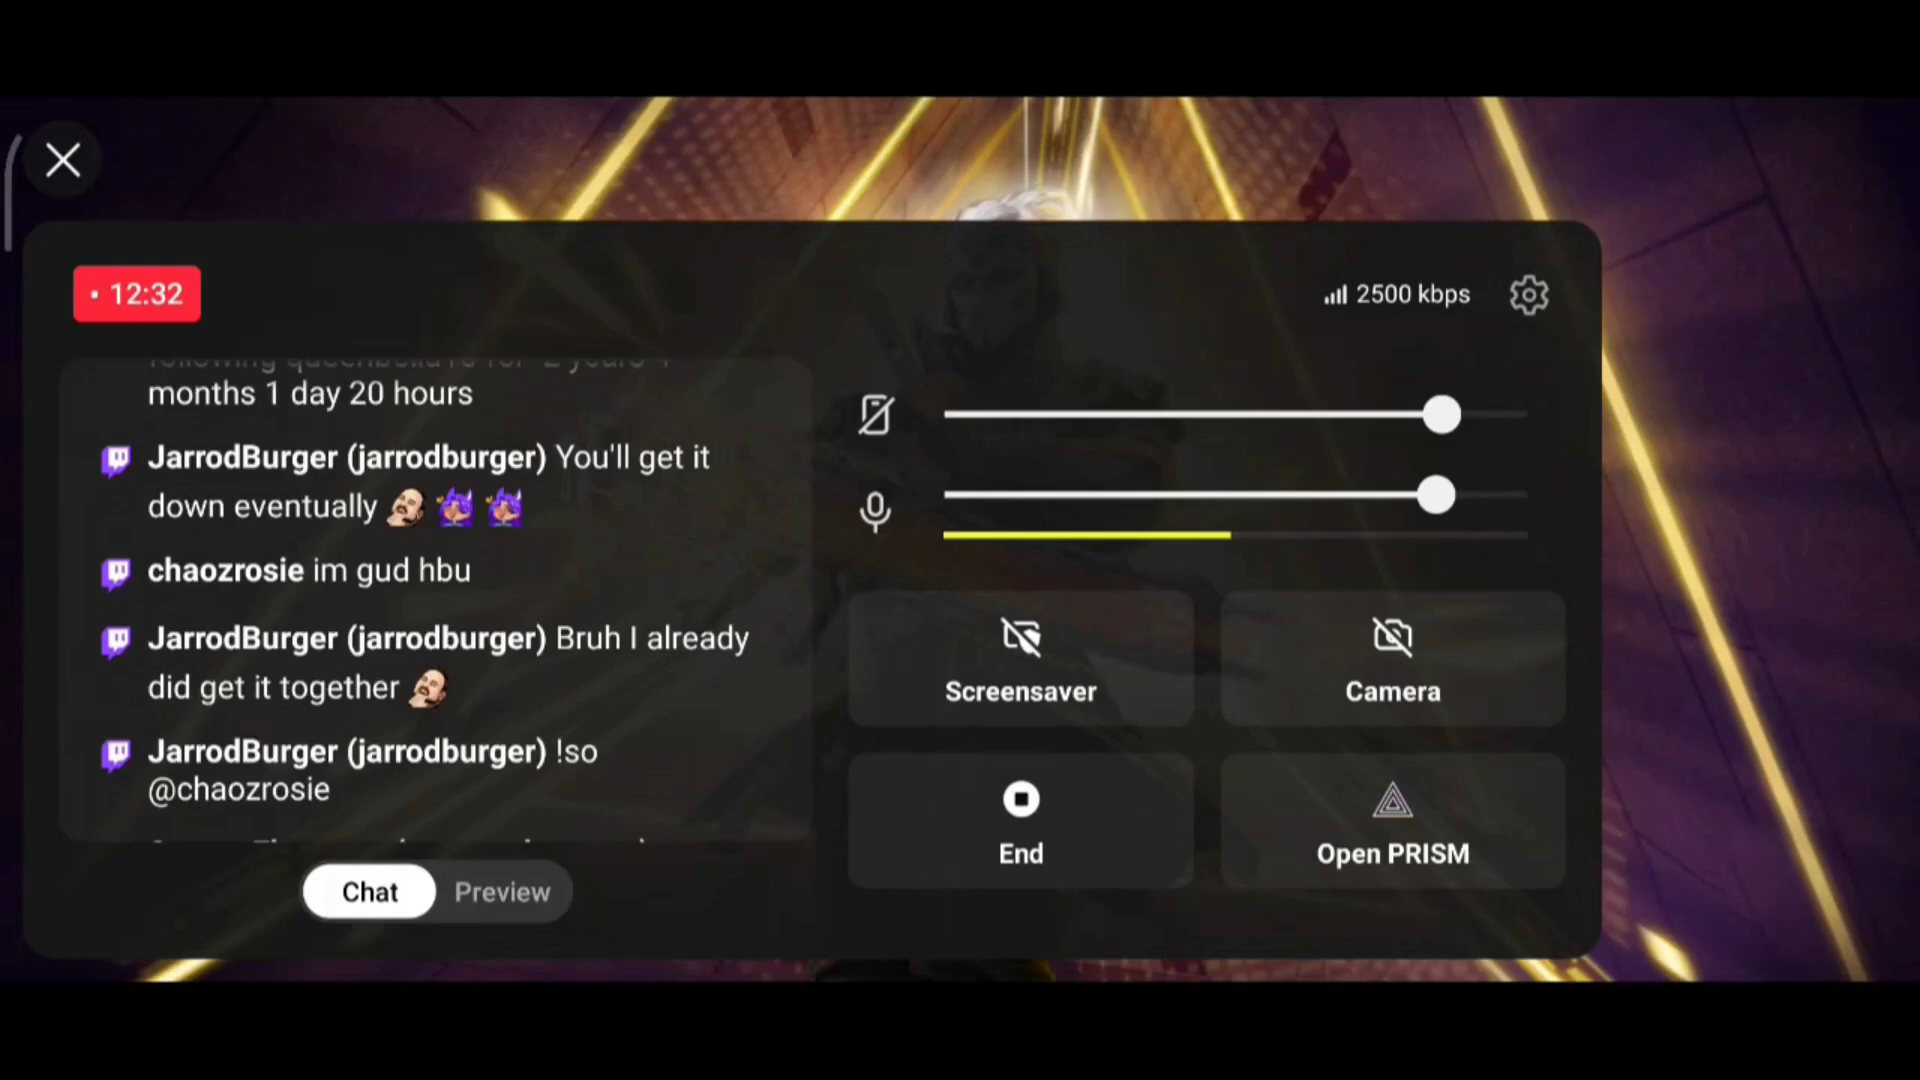 12:32
2500 kbps
months 1 day 20 hours
JarrodBurger (jarrodburger) You'll get it
down eventually
chaozrosie im gud hbu
JarrodBurger (jarrodburger) Bruh I already
did get it together
JarrodBurger (jarrodburger) !so
@chaozrosie
Chat
Preview
Screensaver
Camera
End
Open PRISM